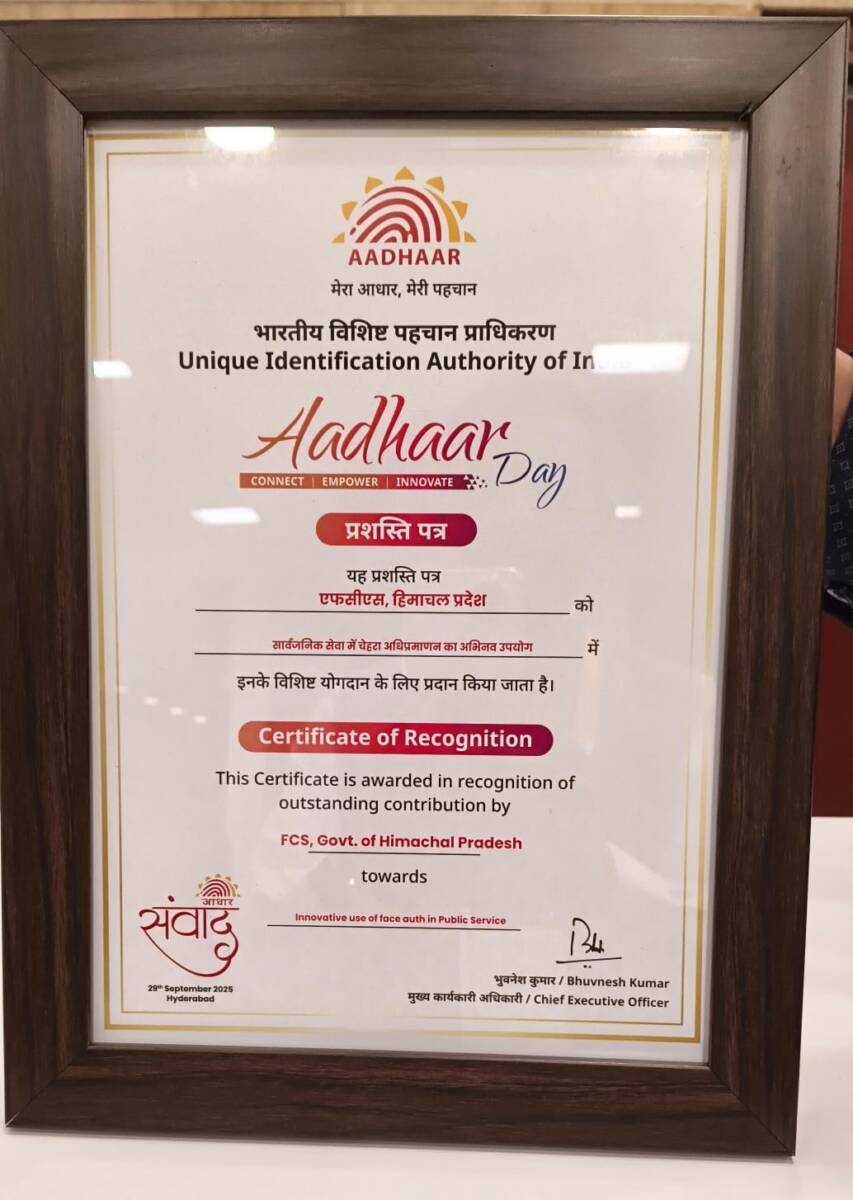 AADHAAR
मेरा आधार, मेरी पहचान
भारतीय विशिष्ट पहचान प्राधिकरण
Unique Identification Authority of
Aadhaar
Day
CONNECT | EMPOWER | INNOVATE
प्रशस्ति पत्र
यह प्रशस्ति पत्र
एफसीएस, हिमाचल प्रदेश को
सार्वजनिक सेवा में चेहरा अधिप्रमाणन का अभिनव उपयोग में
इनके विशिष्ट योगदान के लिए प्रदान किया जाता है।
Certificate of Recognition
This Certificate is awarded in recognition of
outstanding contribution by
FCS, Govt. of Himachal Pradesh
towards
Innovative use of face auth in Public Service
आधार
संवाद
29th September 2025
Hyderabad
भुवनेश कुमार / Bhuvnesh Kumar
मुख्य कार्यकारी अधिकारी / Chief Executive Officer